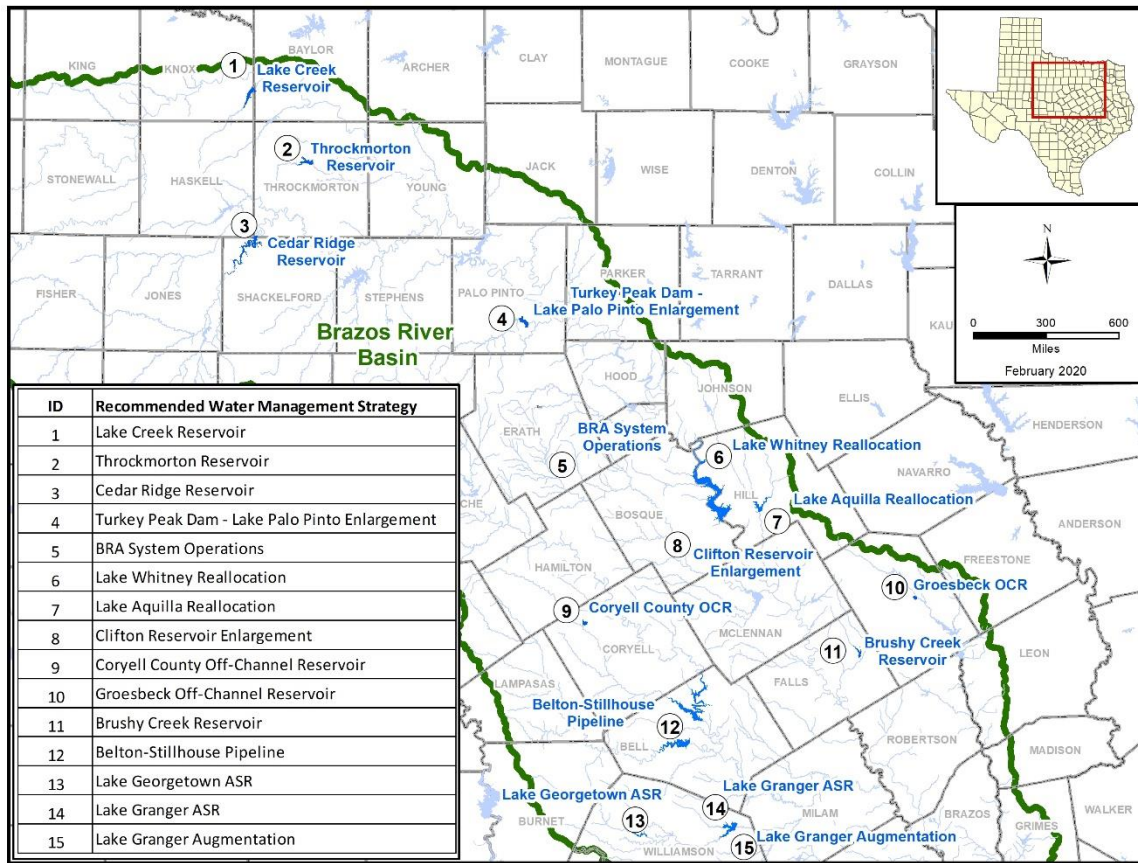 KING
KNOX
BAYLOR
ARCHER
CLAY
MONTAGUE
COOKE
GRAYSON
1
Lake Creek
Reservoir
2
Throckmorton
Reservoir
STONEWALL
HASKELL
THROCKMORTON
YOUNG
JACK
WISE
DENTON
COLLIN
3
Cedar Ridge
Reservoir
FISHER
JONES
SHACKELFORD
STEPHENS
PALO PINTO
PARKER
TARRANT
DALLAS
KAU
4
Turkey Peak Dam -
Lake Palo Pinto Enlargement
Brazos River
Basin
N
0 300 600
Miles
February 2020
HOOD
JOHNSON
ELLIS
HENDERSON
ERATH
BRA System
Operations
5
6
Lake Whitney Reallocation
NAVARRO
HILL
Lake Aquilla Reallocation
7
ANDERSON
CHE
BOSQUE
8
Clifton Reservoir
Enlargement
FREESTONE
HAMILTON
10
Groesbeck OCR
9
Coryell County OCR
CORYELL
MCLENNAN
11
Brushy Creek
Reservoir
LEON
LAMPASAS
FALLS
Belton-Stillhouse
Pipeline
12
BELL
ROBERTSON
MADISON
Lake Georgetown ASR
Lake Granger ASR
14
13
BURNET
WILLIAMSON
MILAM
BRAZOS
GRIMES
WALKER
15
Lake Granger Augmentation
ID Recommended Water Management Strategy
1 Lake Creek Reservoir
2 Throckmorton Reservoir
3 Cedar Ridge Reservoir
4 Turkey Peak Dam - Lake Palo Pinto Enlargement
5 BRA System Operations
6 Lake Whitney Reallocation
7 Lake Aquilla Reallocation
8 Clifton Reservoir Enlargement
9 Coryell County Off-Channel Reservoir
10 Groesbeck Off-Channel Reservoir
11 Brushy Creek Reservoir
12 Belton-Stillhouse Pipeline
13 Lake Georgetown ASR
14 Lake Granger ASR
15 Lake Granger Augmentation